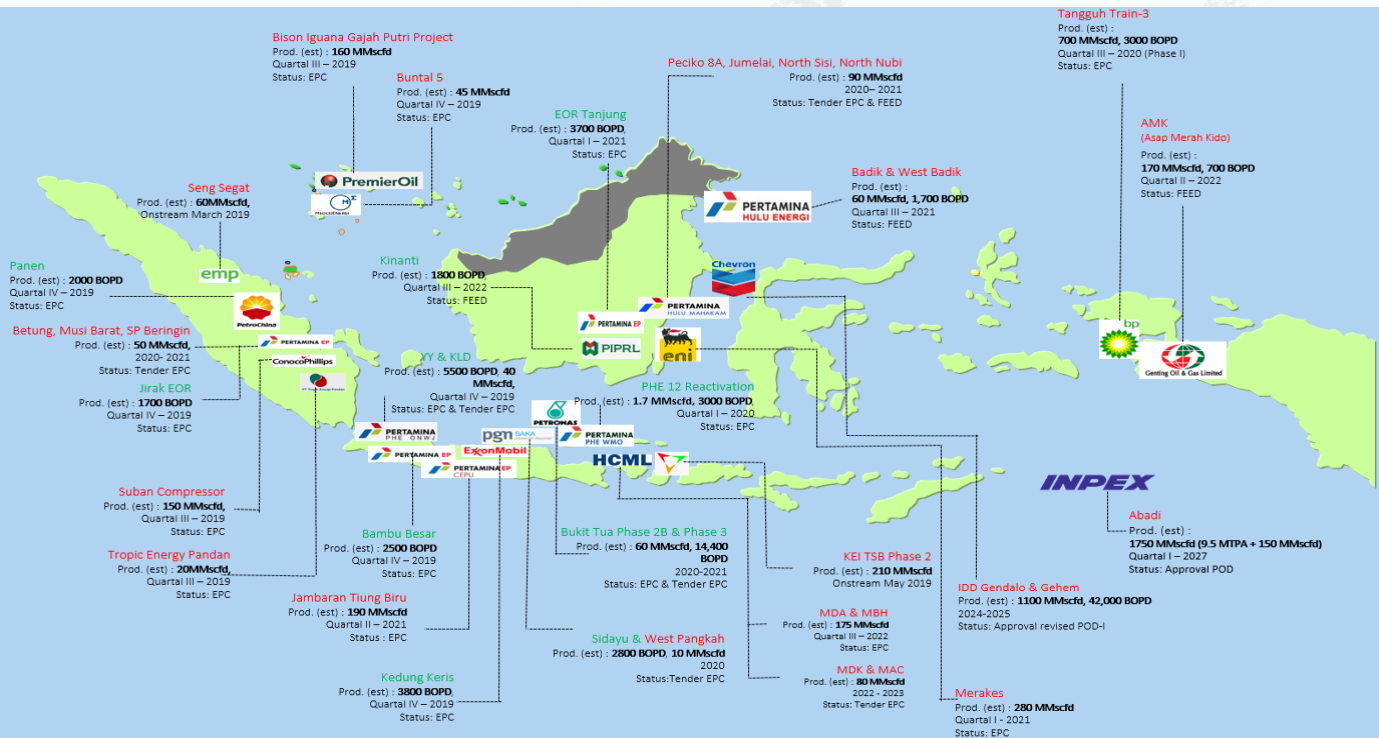 Bison Iguana Gajah Putri Project
Prod. (est) : 160 MMscfd
Quartal III – 2019
Status: EPC
Buntal 5
Prod. (est) : 45 MMscfd
Quartal IV – 2019
Status: EPC
Peciko 8A, Jumelai, North Sisi, North Nubi
Prod. (est) : 90 MMscfd
2020– 2021
Status: Tender EPC & FEED
Tangguh Train-3
Prod. (est) :
700 MMscfd, 3000 BOPD
Quartal III – 2020 (Phase I)
Status: EPC
EOR Tanjung
Prod. (est) : 3700 BOPD,
Quartal I – 2021
Status: EPC
AMK
(Asap Merah Kido)
Prod. (est) :
170 MMscfd, 700 BOPD
Quartal II – 2022
Status: FEED
Badik & West Badik
Prod. (est) :
60 MMscfd, 1,700 BOPD
Quartal III – 2021
Status: FEED
Seng Segat
Prod. (est) : 60MMscfd,
Onstream March 2019
PremierOil
PERTAMINA
HULU ENERGI
Panen
Prod. (est) : 2000 BOPD
Quartal IV – 2019
Status: EPC
emp
PetroChina
Kinanti
Prod. (est) : 1800 BOPD
Quartal III – 2022
Status: FEED
Chevron
PERTAMINA
HULU MAHAKAM
PERTAMINA EP
PIPRL
eni
bp
Genting Oil & Gas Limited
Betung, Musi Barat, SP Beringin
Prod. (est) : 50 MMscfd,
2020- 2021
Status: Tender EPC
PERTAMINA EP
ConocoPhillips
Jirak EOR
Prod. (est) : 1700 BOPD
Quartal IV – 2019
Status: EPC
YY & KLD
Prod. (est) : 5500 BOPD, 40
MMscfd,
Quartal IV – 2019
Status: EPC & Tender EPC
PHE 12 Reactivation
Prod. (est) : 1.7 MMscfd, 3000 BOPD
Quartal I – 2020
Status: EPC
PERTAMINA
PHE ONWJ
PERTAMINA EP
PERTAMINA EP
CEPU
pgn SAKA
ExxonMobil
PETRONAS
PERTAMINA
PHE WMO
HCML
INPEX
Suban Compressor
Prod. (est) : 150 MMscfd,
Quartal III – 2019
Status: EPC
Tropic Energy Pandan
Prod. (est) : 20MMscfd,
Quartal III – 2019
Status: EPC
Bambu Besar
Prod. (est) : 2500 BOPD
Quartal IV – 2019
Status: EPC
Bukit Tua Phase 2B & Phase 3
Prod. (est) : 60 MMscfd, 14,400
BOPD
2020-2021
Status: EPC & Tender EPC
KEI TSB Phase 2
Prod. (est) : 210 MMscfd
Onstream May 2019
Abadi
Prod. (est) :
1750 MMscfd (9.5 MTPA + 150 MMscfd)
Quartal I – 2027
Status: Approval POD
Jambaran Tiung Biru
Prod. (est) : 190 MMscfd
Quartal II – 2021
Status : EPC
IDD Gendalo & Gehem
Prod. (est) : 1100 MMscfd, 42,000 BOPD
2024-2025
Status: Approval revised POD-I
MDA & MBH
Prod. (est) : 175 MMscfd
Quartal III – 2022
Status: EPC
Sidayu & West Pangkah
Prod. (est) : 2800 BOPD, 10 MMscfd
2020
Status:Tender EPC
MDK & MAC
Prod. (est) : 80 MMscfd
2022 - 2023
Status: Tender EPC
Kedung Keris
Prod. (est) : 3800 BOPD,
Quartal IV – 2019
Status: EPC
Merakes
Prod. (est) : 280 MMscfd
Quartal I - 2021
Status: EPC